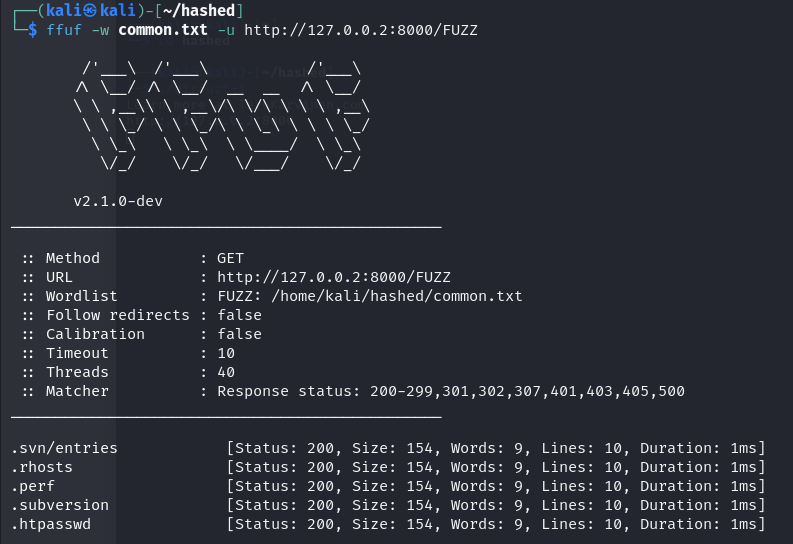 ┌──(kali㉿kali)-[~/hashed]
└─$ ffuf -w common.txt -u http://127.0.0.2:8000/FUZZ
        /'___\  /'___\           /'___\
       /\ \__/ /\ \__/  __  __  /\ \__/
       \ \ ,__\\ \ ,__\/\ \/\ \ \ \ ,__\
        \ \ \_/ \ \ \_/\ \ \_\ \ \ \ \_/
         \ \_\   \ \_\  \ \____/  \ \_\
          \/_/    \/_/   \/___/    \/_/
       v2.1.0-dev
________________________________________________
 :: Method           : GET
 :: URL              : http://127.0.0.2:8000/FUZZ
 :: Wordlist         : FUZZ: /home/kali/hashed/common.txt
 :: Follow redirects : false
 :: Calibration      : false
 :: Timeout          : 10
 :: Threads          : 40
 :: Matcher          : Response status: 200-299,301,302,307,401,403,405,500
________________________________________________
.svn/entries            [Status: 200, Size: 154, Words: 9, Lines: 10, Duration: 1ms]
.rhosts                 [Status: 200, Size: 154, Words: 9, Lines: 10, Duration: 1ms]
.perf                   [Status: 200, Size: 154, Words: 9, Lines: 10, Duration: 1ms]
.subversion             [Status: 200, Size: 154, Words: 9, Lines: 10, Duration: 1ms]
.htpasswd               [Status: 200, Size: 154, Words: 9, Lines: 10, Duration: 1ms]